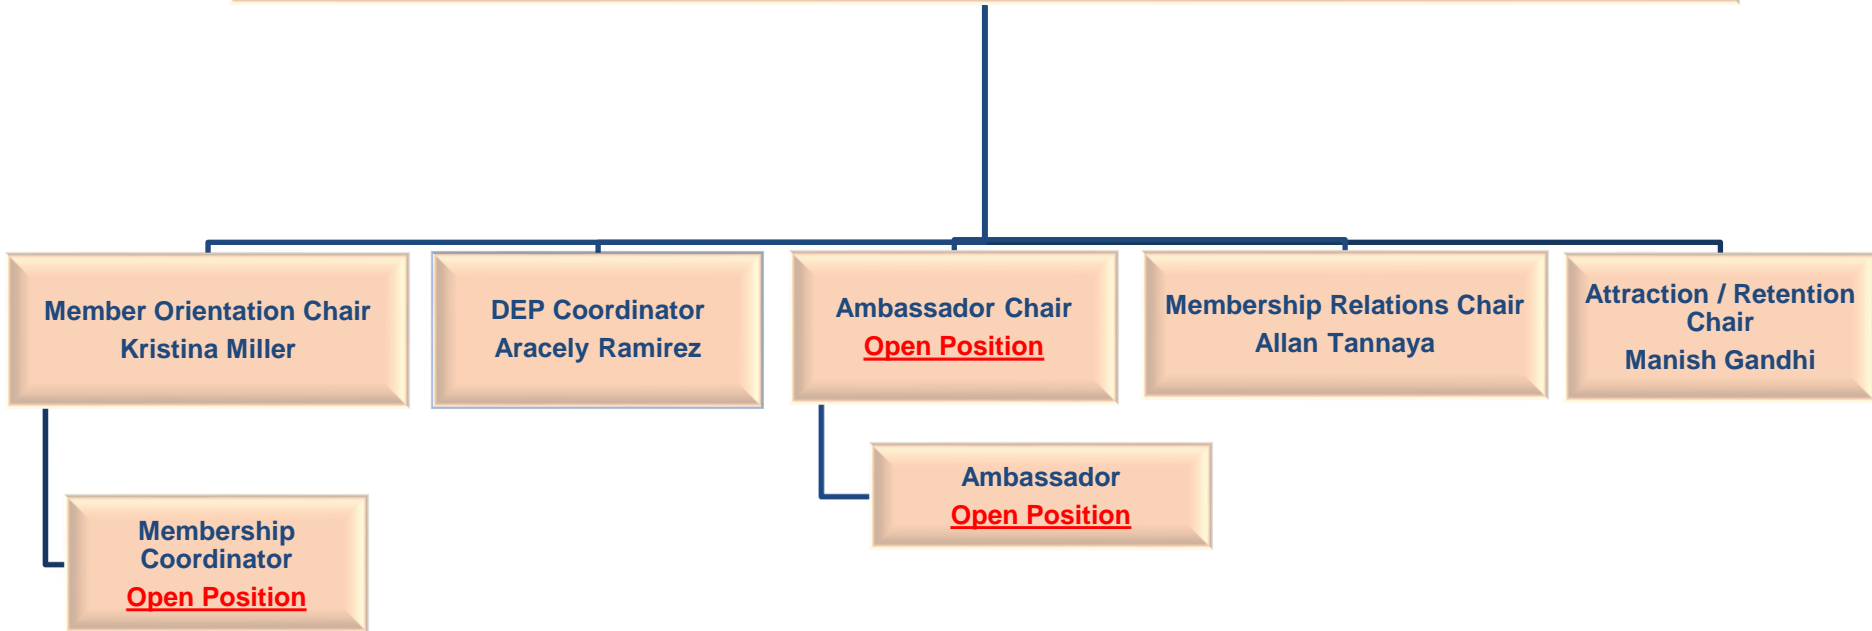 Member Orientation Chair
Kristina Miller
DEP Coordinator
Aracely Ramirez
Ambassador Chair
Open Position
Membership Relations Chair
Allan Tannaya
Attraction / Retention
Chair
Manish Gandhi
Ambassador
Open Position
Membership
Coordinator
Open Position